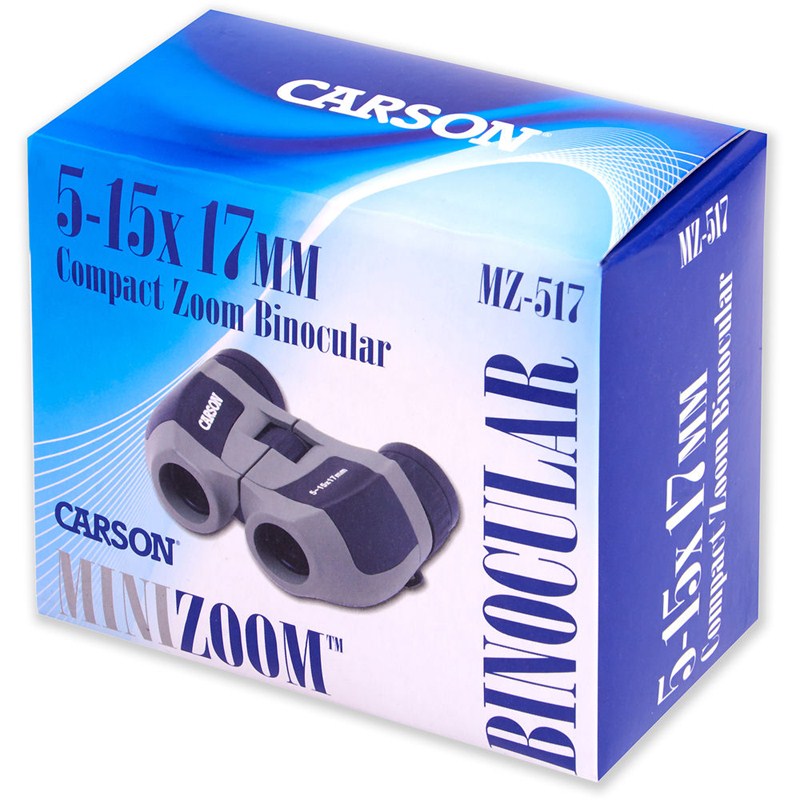 CARSON®
5-15x 17MM
Compact Zoom Binocular
MZ-517
CARSON
5-15x17mm
CARSON®
MINIZOOM™
BINOCULAR
MZ-517
5-15x 17MM
Compact Zoom Binocular